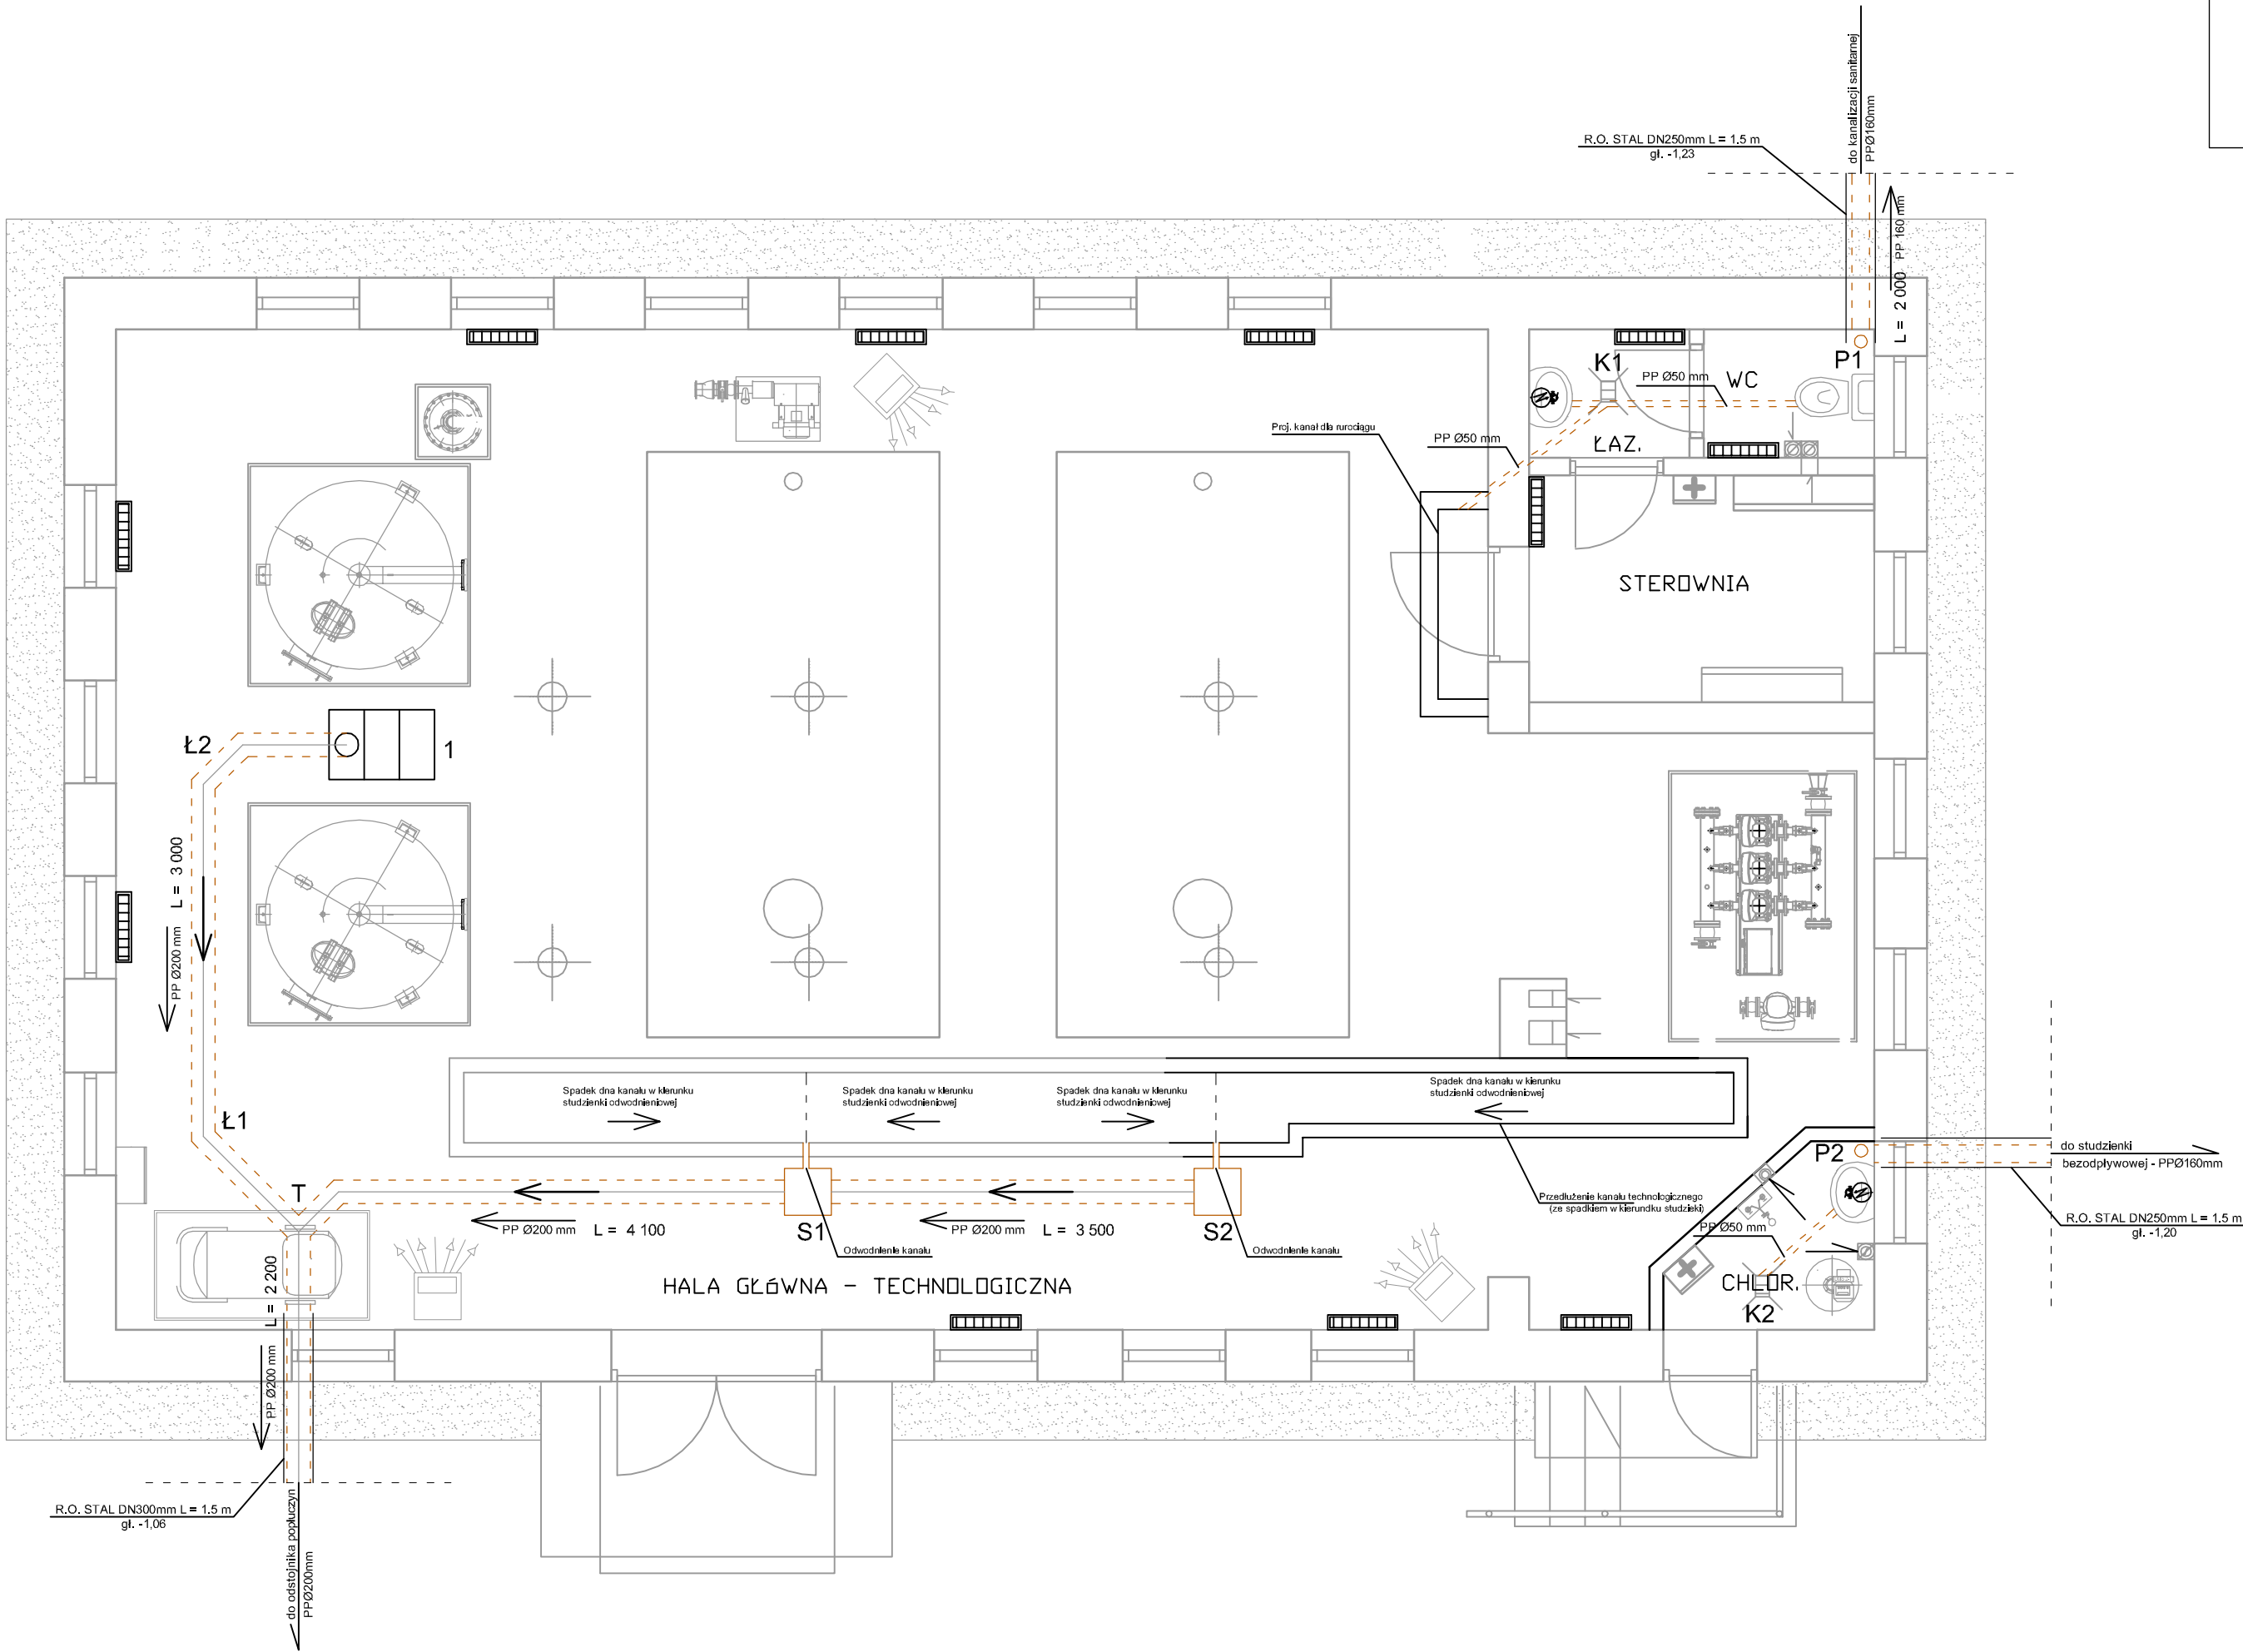 do kanalizacji sanitarnej
PPØ160mm
R.O. STAL DN250mm L = 1.5 m
gł. -1,23
L = 2 000 PP 160 mm
P1
K1
WC
PP Ø50 mm
ŁAZ.
Proj. kanał dla rurociągu
PP Ø50 mm
STEROWNIA
Ł2
1
L = 3 000
PP Ø200 mm
Ł1
Spadek dna kanału w kierunku
studzienki odwodnieniowej
Spadek dna kanału w kierunku
studzienki odwodnieniowej
Spadek dna kanału w kierunku
studzienki odwodnieniowej
Spadek dna kanału w kierunku
studzienki odwodnieniowej
P2
do studzienki
bezodpływowej - PPØ160mm
T
Przedłużenie kanału technologicznego
(ze spadkiem w kierundku studzieki)
R.O. STAL DN250mm L = 1.5 m
gł. -1,20
PP Ø200 mm L = 4 100
S1
PP Ø200 mm L = 3 500
S2
PP Ø50 mm
Odwodnienie kanału
Odwodnienie kanału
HALA GŁóWNA - TECHNOLOGICZNA
CHLOR.
K2
L = 2 200
PP Ø200 mm
R.O. STAL DN300mm L = 1.5 m
gł. -1,06
do odstojnika popłuczyn
PPØ200mm